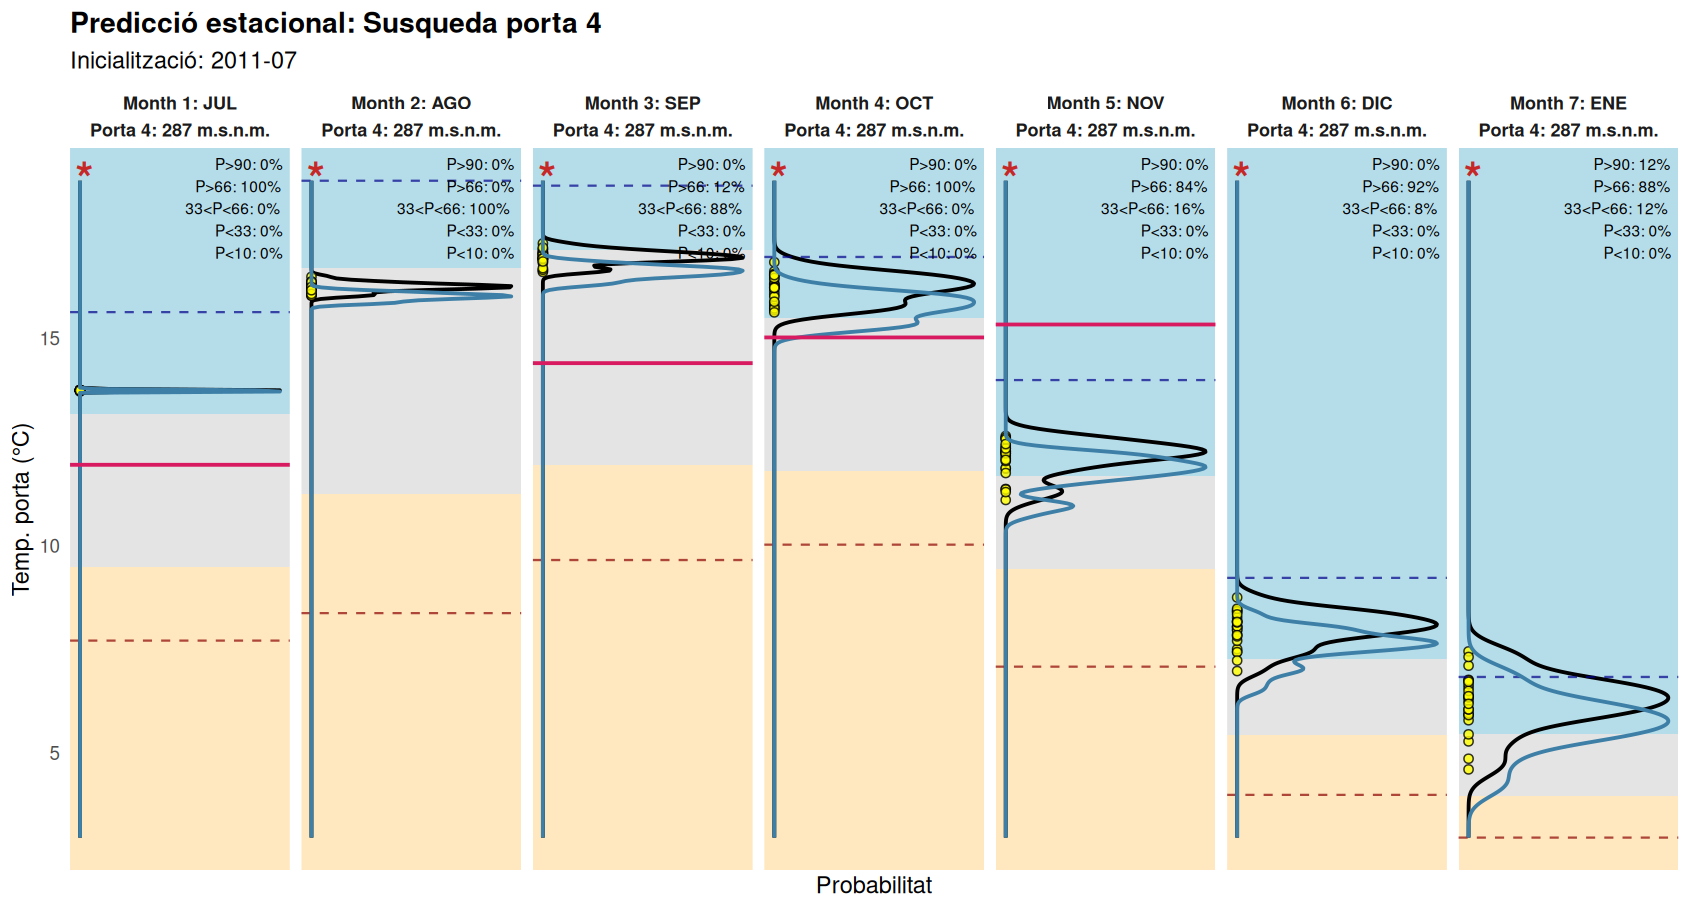 Predicció estacional: Susqueda porta 4
Inicialització: 2011-07
Month 1: JUL
Porta 4: 287 m.s.n.m.
Month 2: AGO
Porta 4: 287 m.s.n.m.
Month 3: SEP
Porta 4: 287 m.s.n.m.
Month 4: OCT
Porta 4: 287 m.s.n.m.
Month 5: NOV
Porta 4: 287 m.s.n.m.
Month 6: DIC
Porta 4: 287 m.s.n.m.
Month 7: ENE
Porta 4: 287 m.s.n.m.
*
P>90: 0%
P>66: 100%
33<P<66: 0%
P<33: 0%
P<10: 0%
*
P>90: 0%
P>66: 0%
33<P<66: 100%
P<33: 0%
P<10: 0%
*
P>90: 0%
P>66: 12%
33<P<66: 88%
P<33: 0%
P<10: 0%
*
P>90: 0%
P>66: 100%
33<P<66: 0%
P<33: 0%
P<10: 0%
*
P>90: 0%
P>66: 84%
33<P<66: 16%
P<33: 0%
P<10: 0%
*
P>90: 0%
P>66: 92%
33<P<66: 8%
P<33: 0%
P<10: 0%
*
P>90: 12%
P>66: 88%
33<P<66: 12%
P<33: 0%
P<10: 0%
15
10
5
Temp. porta (°C)
Probabilitat